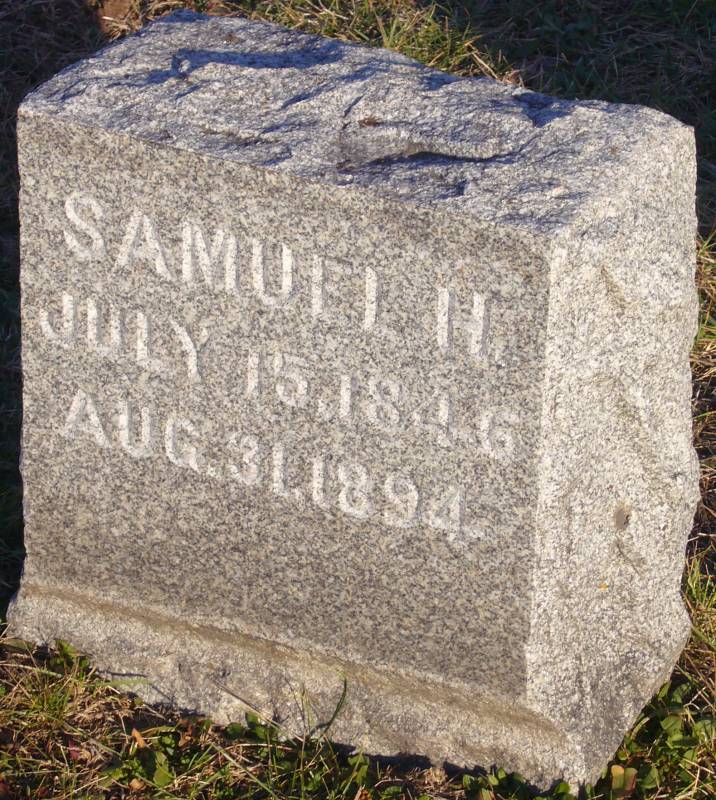 SAMUEL H.
JULY 15, 1846
AUG. 31, 1894.